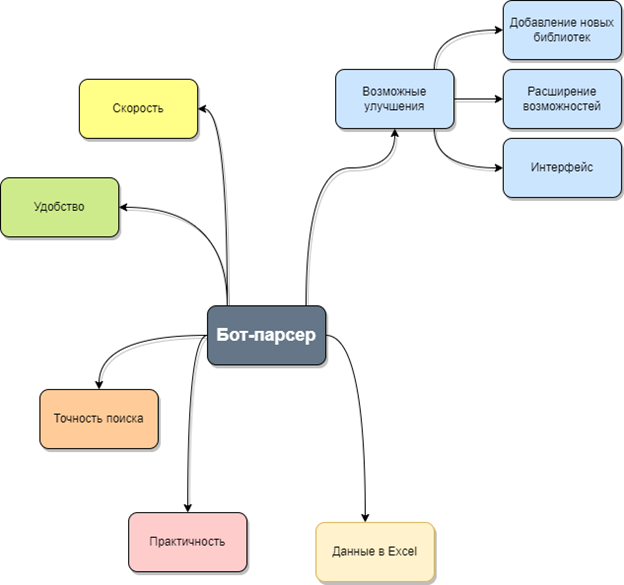 Добавление новых
библиотек
Возможные
улучшения
Расширение
возможностей
Скорость
Интерфейс
Удобство
Бот-парсер
Точность поиска
Практичность
Данные в Excel